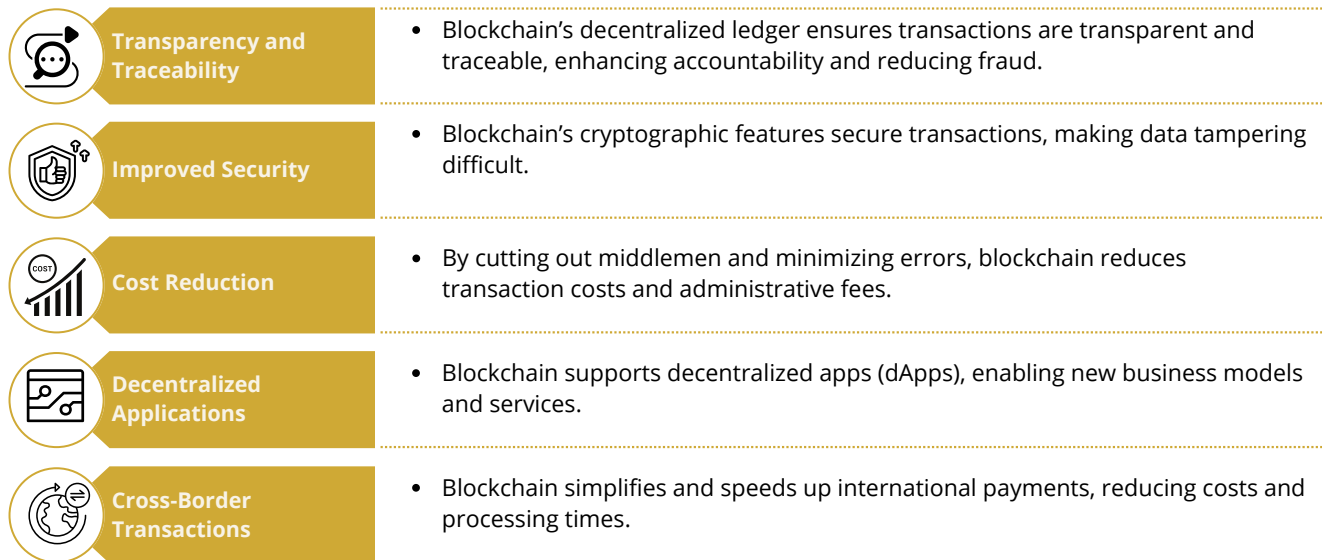 Transparency and
Traceability
• Blockchain’s decentralized ledger ensures transactions are transparent and
traceable, enhancing accountability and reducing fraud.
Improved Security
• Blockchain’s cryptographic features secure transactions, making data tampering
difficult.
COST
Cost Reduction
• By cutting out middlemen and minimizing errors, blockchain reduces
transaction costs and administrative fees.
Decentralized
Applications
• Blockchain supports decentralized apps (dApps), enabling new business models
and services.
Cross-Border
Transactions
• Blockchain simplifies and speeds up international payments, reducing costs and
processing times.